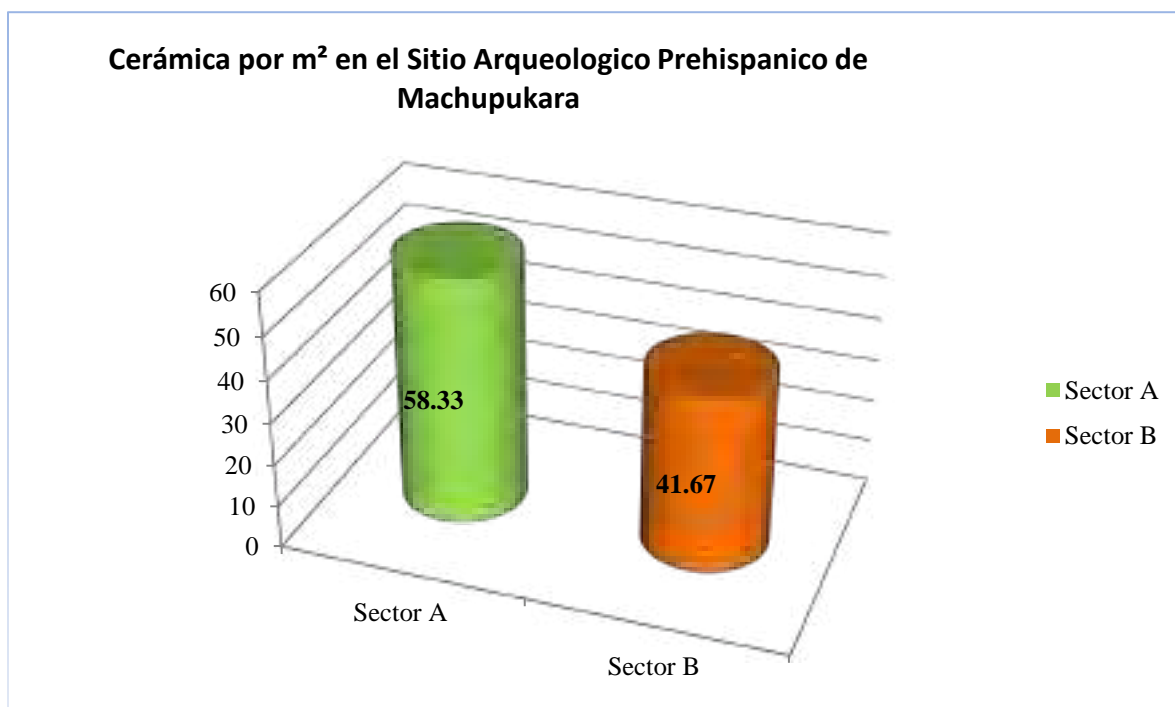 Cerámica por m² en el Sitio Arqueologico Prehispanico de
Machupukara
60
50
40
30
20
10
0
58.33
41.67
Sector A
Sector B
Sector A
Sector B